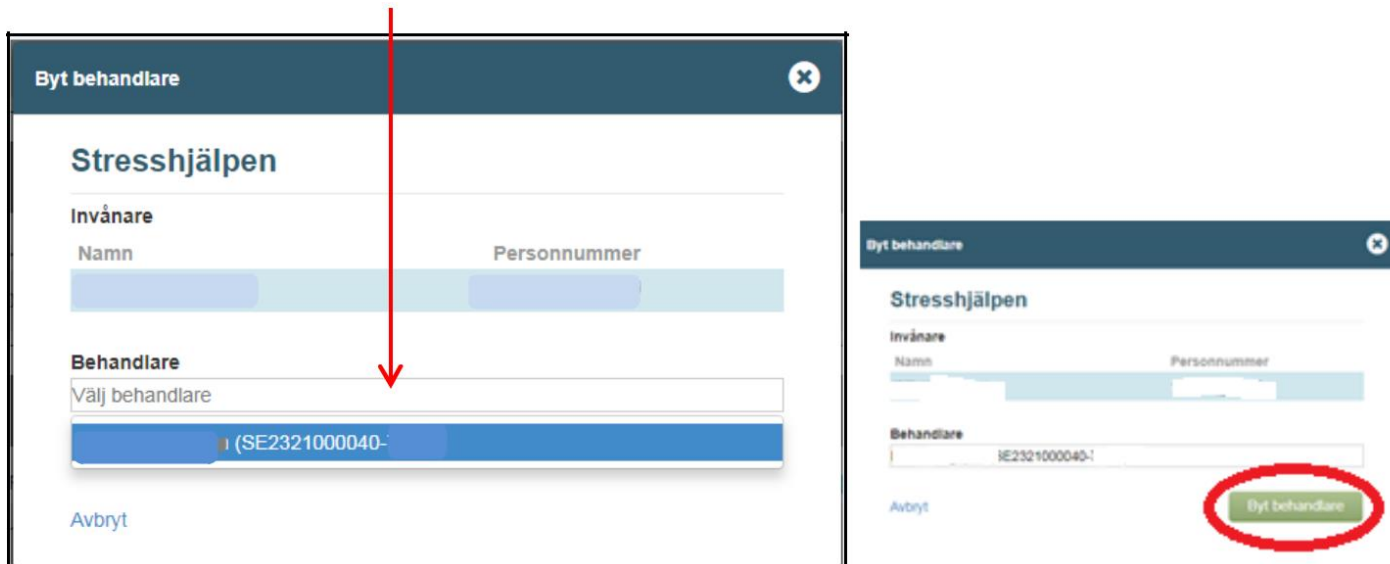 Byt behandlare
Stresshjälpen
Invånare
Namn Personnummer
Behandlare
Välj behandlare
(SE2321000040-
Avbryt
Byt behandlare
Stresshjälpen
Invånare
Namn Personnummer
Behandlare
SE2321000040-
Avbryt Byt behandlare